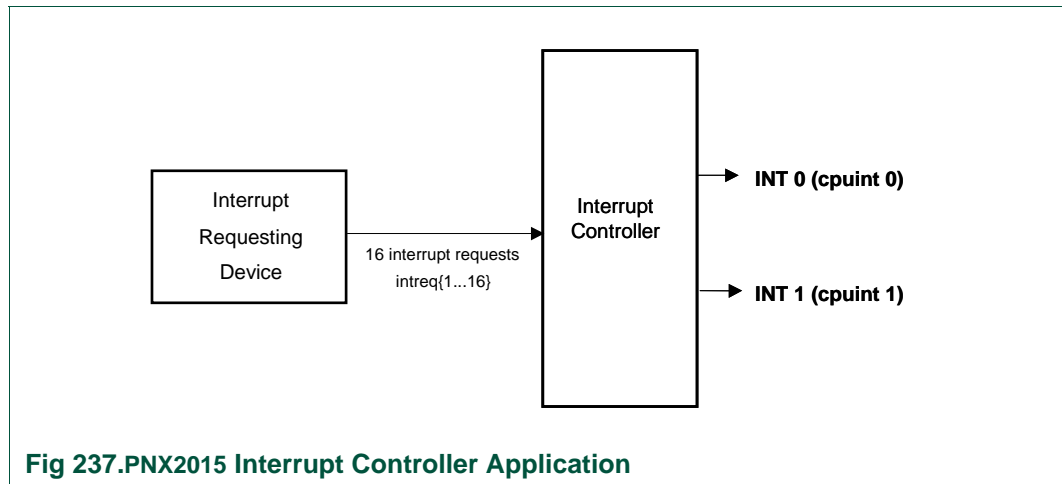 Interrupt
Requesting
Device
16 interrupt requests
intreq{1...16}
Interrupt
Controller
INT 0 (cpuint 0)
INT 1 (cpuint 1)
Fig 237.PNX2015 Interrupt Controller Application